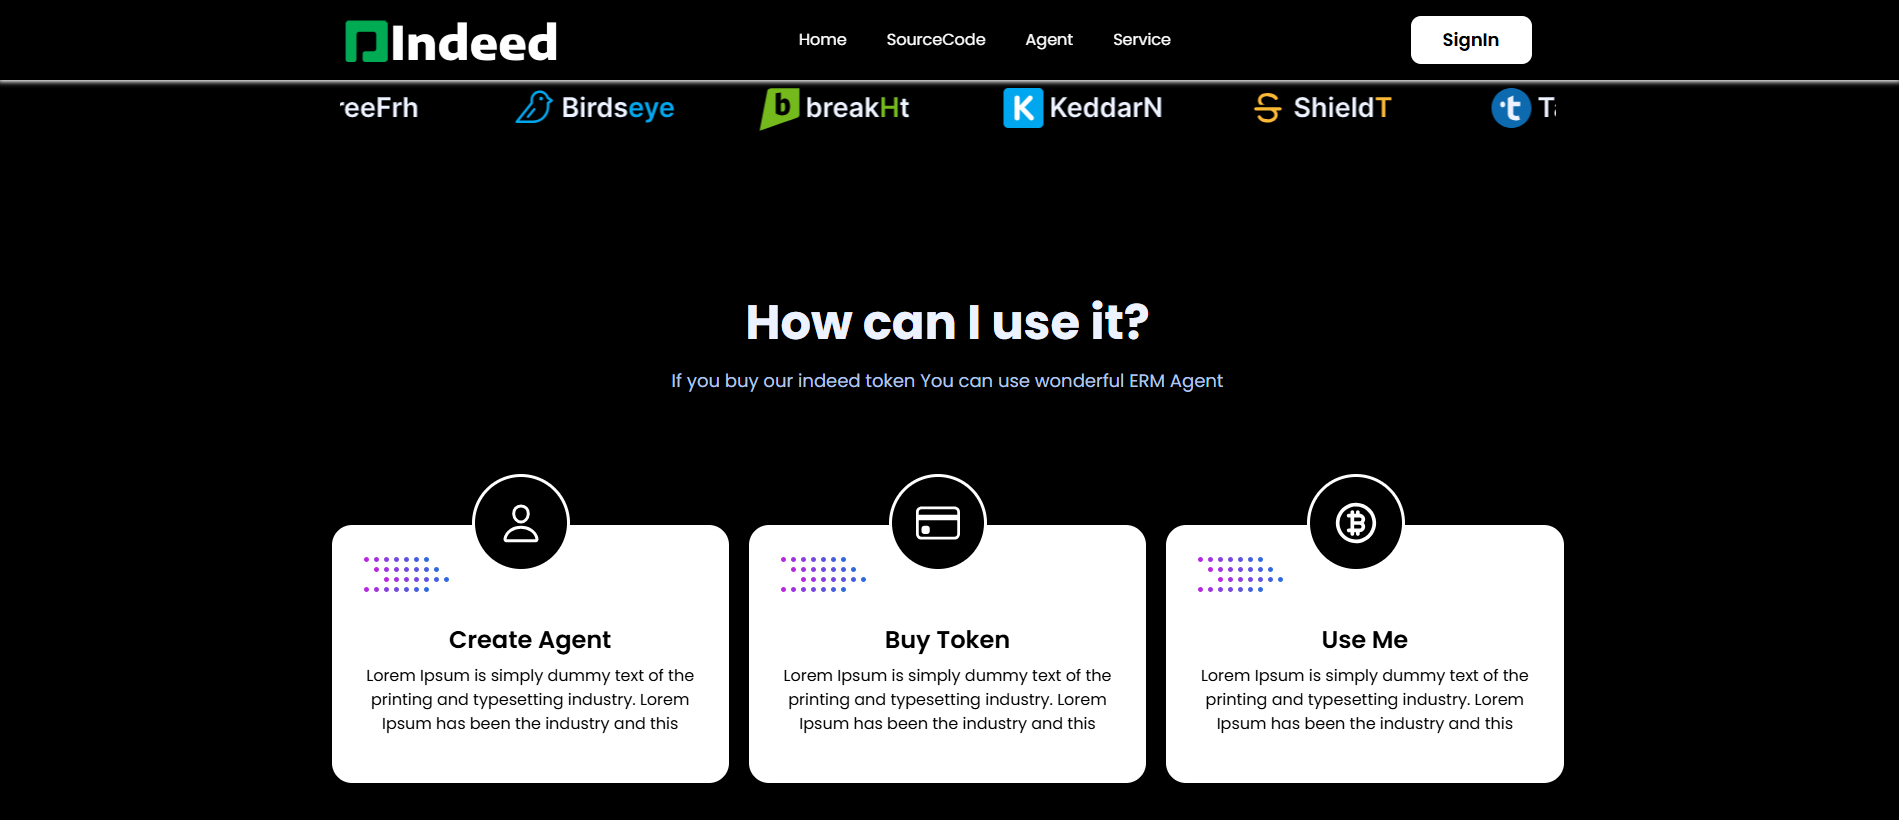 Indeed
Home SourceCode Agent Service
SignIn
reeFrh Birdseye breakHt KeddarN ShieldT
How can I use it?
If you buy our indeed token You can use wonderful ERM Agent
Create Agent
Lorem Ipsum is simply dummy text of the
printing and typesetting industry. Lorem
Ipsum has been the industry and this
Buy Token
Lorem Ipsum is simply dummy text of the
printing and typesetting industry. Lorem
Ipsum has been the industry and this
Use Me
Lorem Ipsum is simply dummy text of the
printing and typesetting industry. Lorem
Ipsum has been the industry and this